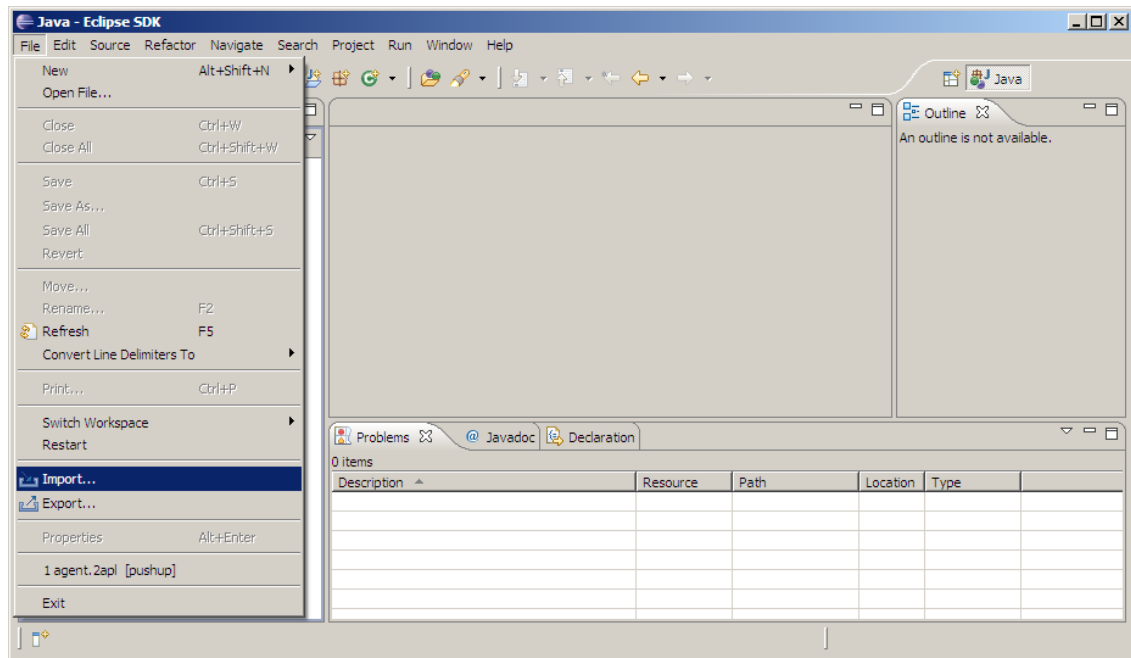 Java - Eclipse SDK
File Edit Source Refactor Navigate Search Project Run Window Help
New Alt+Shift+N
Open File...
Close Ctrl+W
Close All Ctrl+Shift+W
Save Ctrl+S
Save As...
Save All Ctrl+Shift+S
Revert
Move...
Rename... F2
Refresh F5
Convert Line Delimiters To
Print... Ctrl+P
Switch Workspace
Restart
Import...
Export...
Properties Alt+Enter
1 agent.2apl [pushup]
Exit
Java
Outline
An outline is not available.
Problems @ Javadoc Declaration
0 items
Description Resource Path Location Type